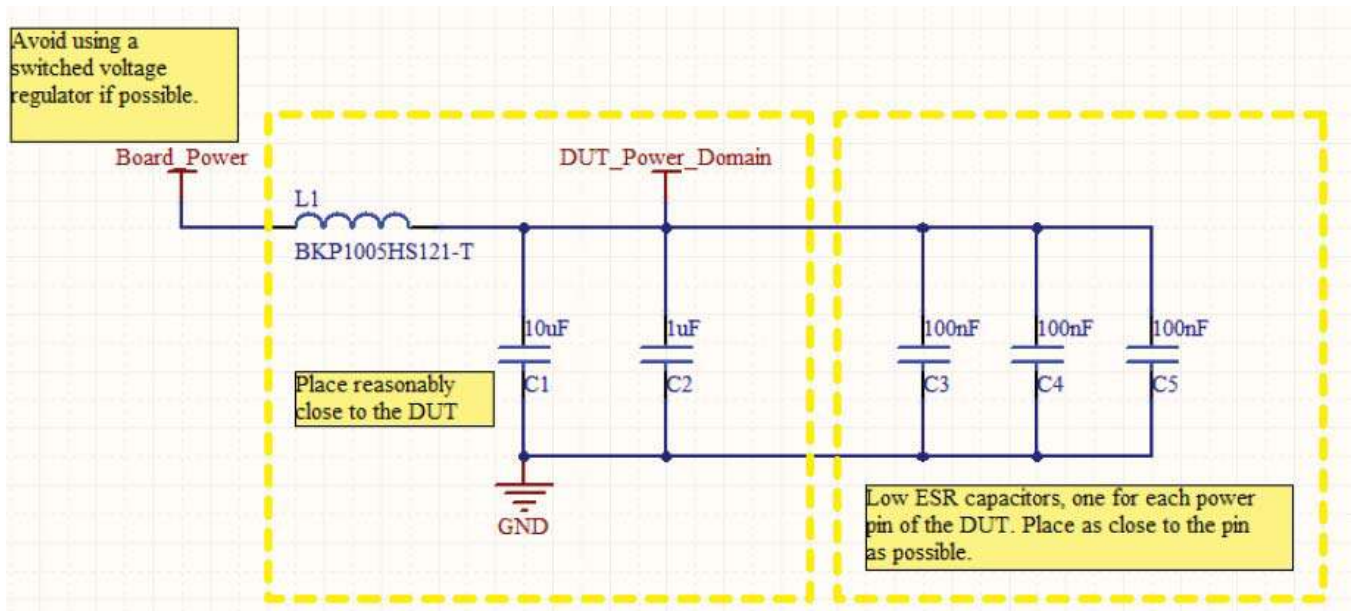 Avoid using a
switched voltage
regulator if possible.
Board_Power
DUT_Power_Domain
L1
BKP1005HS121-T
10uF
1uF
100nF
100nF
100nF
C1
C2
C3
C4
C5
Place reasonably
close to the DUT
GND
Low ESR capacitors, one for each power
pin of the DUT. Place as close to the pin
as possible.